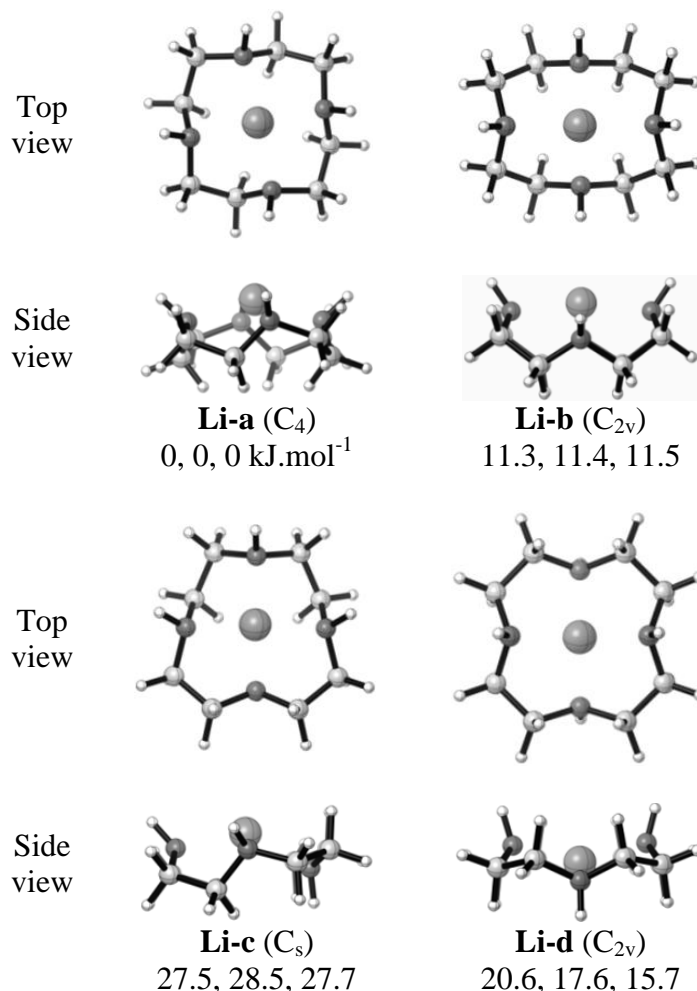 Top
view
Side
view
Li-a (C₄)
0, 0, 0 kJ.mol⁻¹
Li-b (C₂ᵥ)
11.3, 11.4, 11.5
Top
view
Side
view
Li-c (Cₛ)
27.5, 28.5, 27.7
Li-d (C₂ᵥ)
20.6, 17.6, 15.7